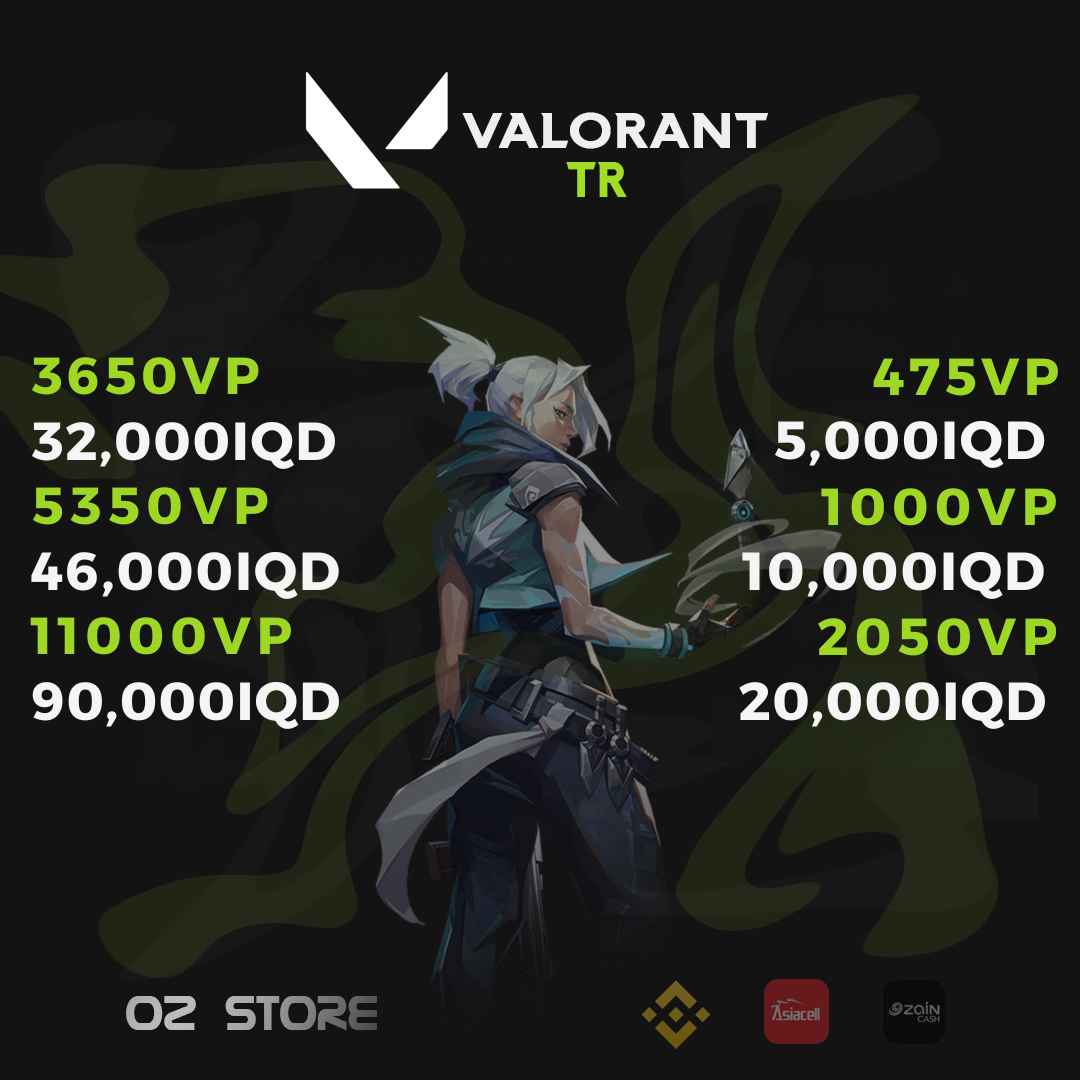 VALORANT
TR
3650VP
32,000IQD
5350VP
46,000IQD
11000VP
90,000IQD
475VP
5,000IQD
1000VP
10,000IQD
2050VP
20,000IQD
OZ STORE
Asiacell
zain
CASH